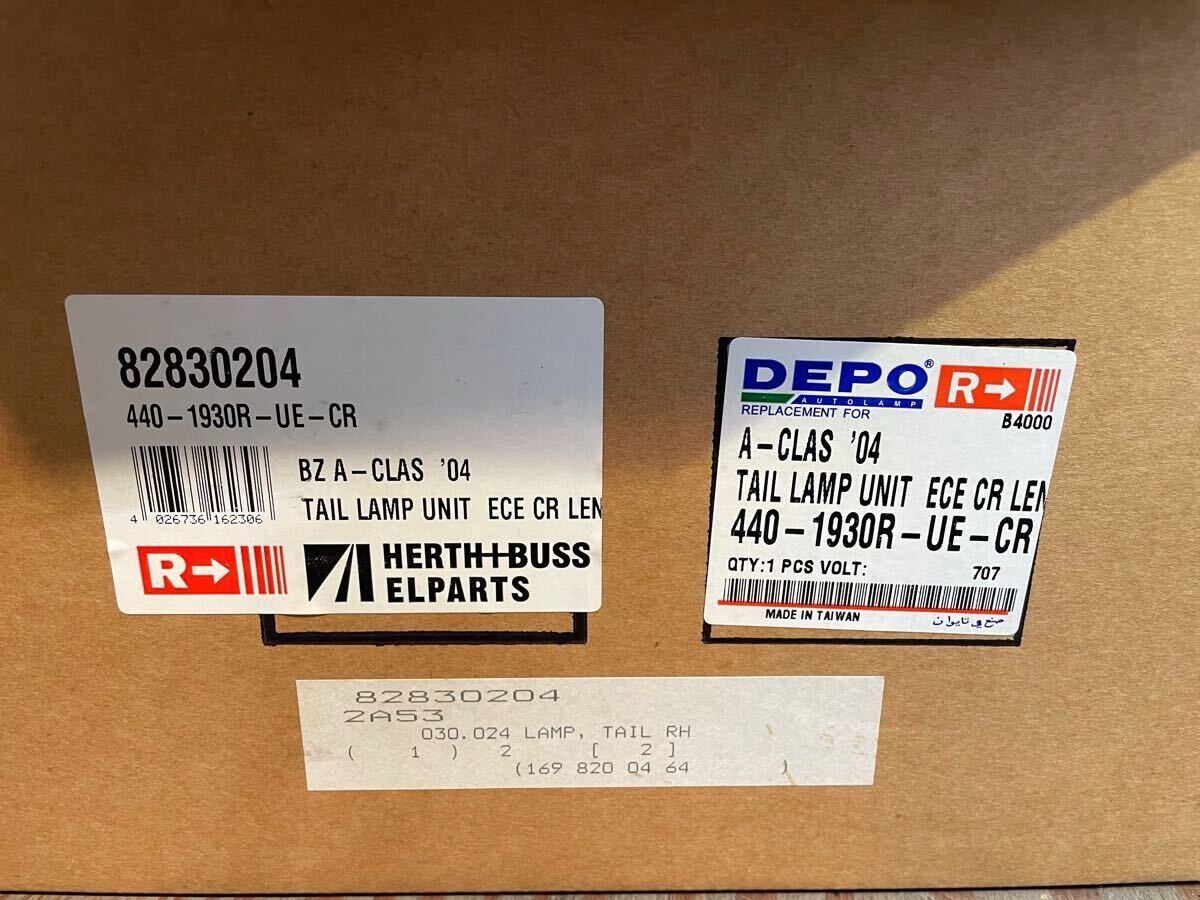 82830204
440-1930R-UE-CR
BZ A-CLAS '04
TAIL LAMP UNIT ECE CR LEN
4 026736 162306
R→
HERTH+BUSS
ELPARTS
DEPO®
AUTOLAMP
R→
REPLACEMENT FOR
B4000
A-CLAS '04
TAIL LAMP UNIT ECE CR LEN
440-1930R-UE-CR
QTY:1 PCS VOLT: 707
MADE IN TAIWAN
صنع في تايوان
82830204
2A53
030.024 LAMP, TAIL RH
( 1 ) 2 [ 2 ]
(169 820 04 64 )